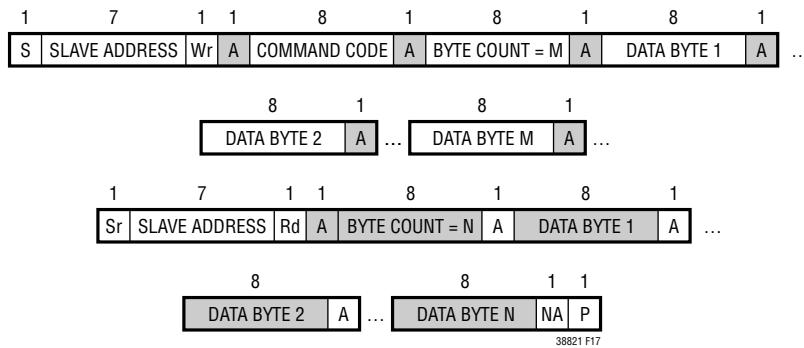 1 7 1 1 8 1 8 1 8 1
S SLAVE ADDRESS Wr A COMMAND CODE A BYTE COUNT = M A DATA BYTE 1 A ...
8 1 8 1
DATA BYTE 2 A ... DATA BYTE M A ...
1 7 1 1 8 1 8 1
Sr SLAVE ADDRESS Rd A BYTE COUNT = N A DATA BYTE 1 A ...
8 8 1 1
DATA BYTE 2 A ... DATA BYTE N NA P
38821 F17